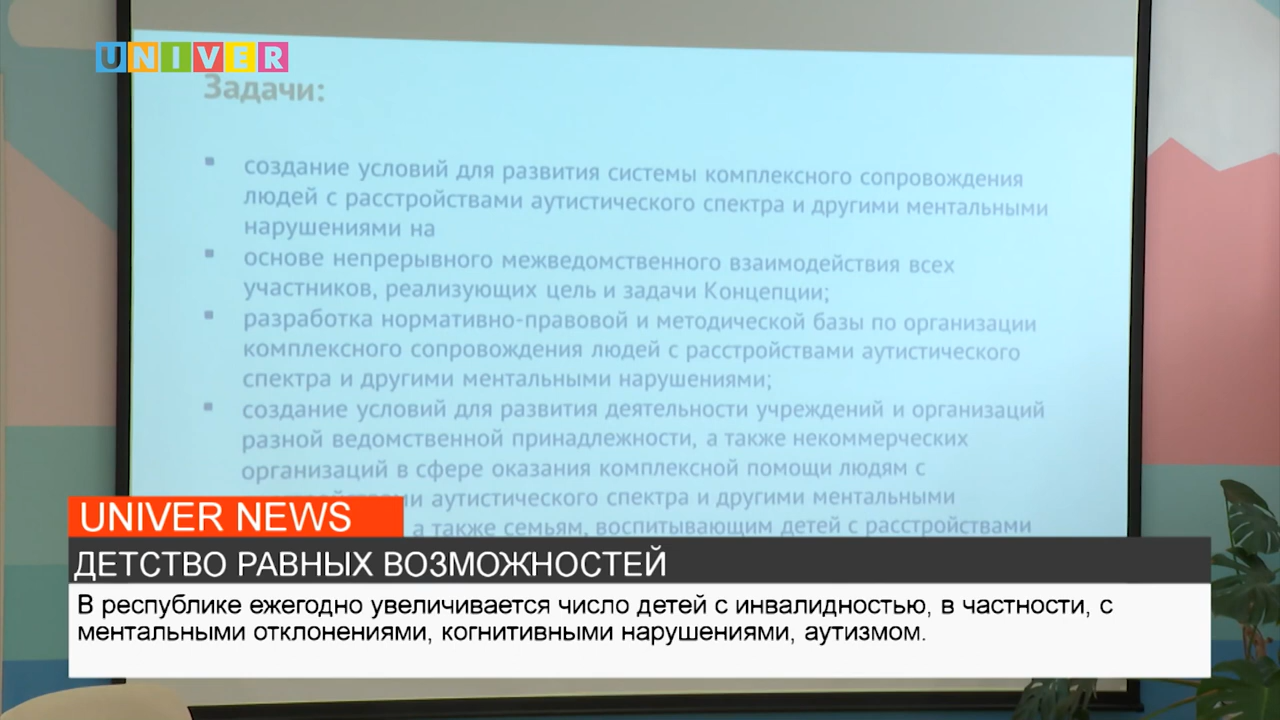 UNIVER
Задачи:
▪ создание условий для развития системы комплексного сопровождения
людей с расстройствами аутистического спектра и другими ментальными
нарушениями на
▪ основе непрерывного межведомственного взаимодействия всех
участников, реализующих цель и задачи Концепции;
▪ разработка нормативно-правовой и методической базы по организации
комплексного сопровождения людей с расстройствами аутистического
спектра и другими ментальными нарушениями;
▪ создание условий для развития деятельности учреждений и организаций
разной ведомственной принадлежности, а также некоммерческих
организаций в сфере оказания комплексной помощи людям с
аутистического спектра и другими ментальными
а также семьям, воспитывающим детей с расстройствами
UNIVER NEWS
ДЕТСТВО РАВНЫХ ВОЗМОЖНОСТЕЙ
В республике ежегодно увеличивается число детей с инвалидностью, в частности, с
ментальными отклонениями, когнитивными нарушениями, аутизмом.